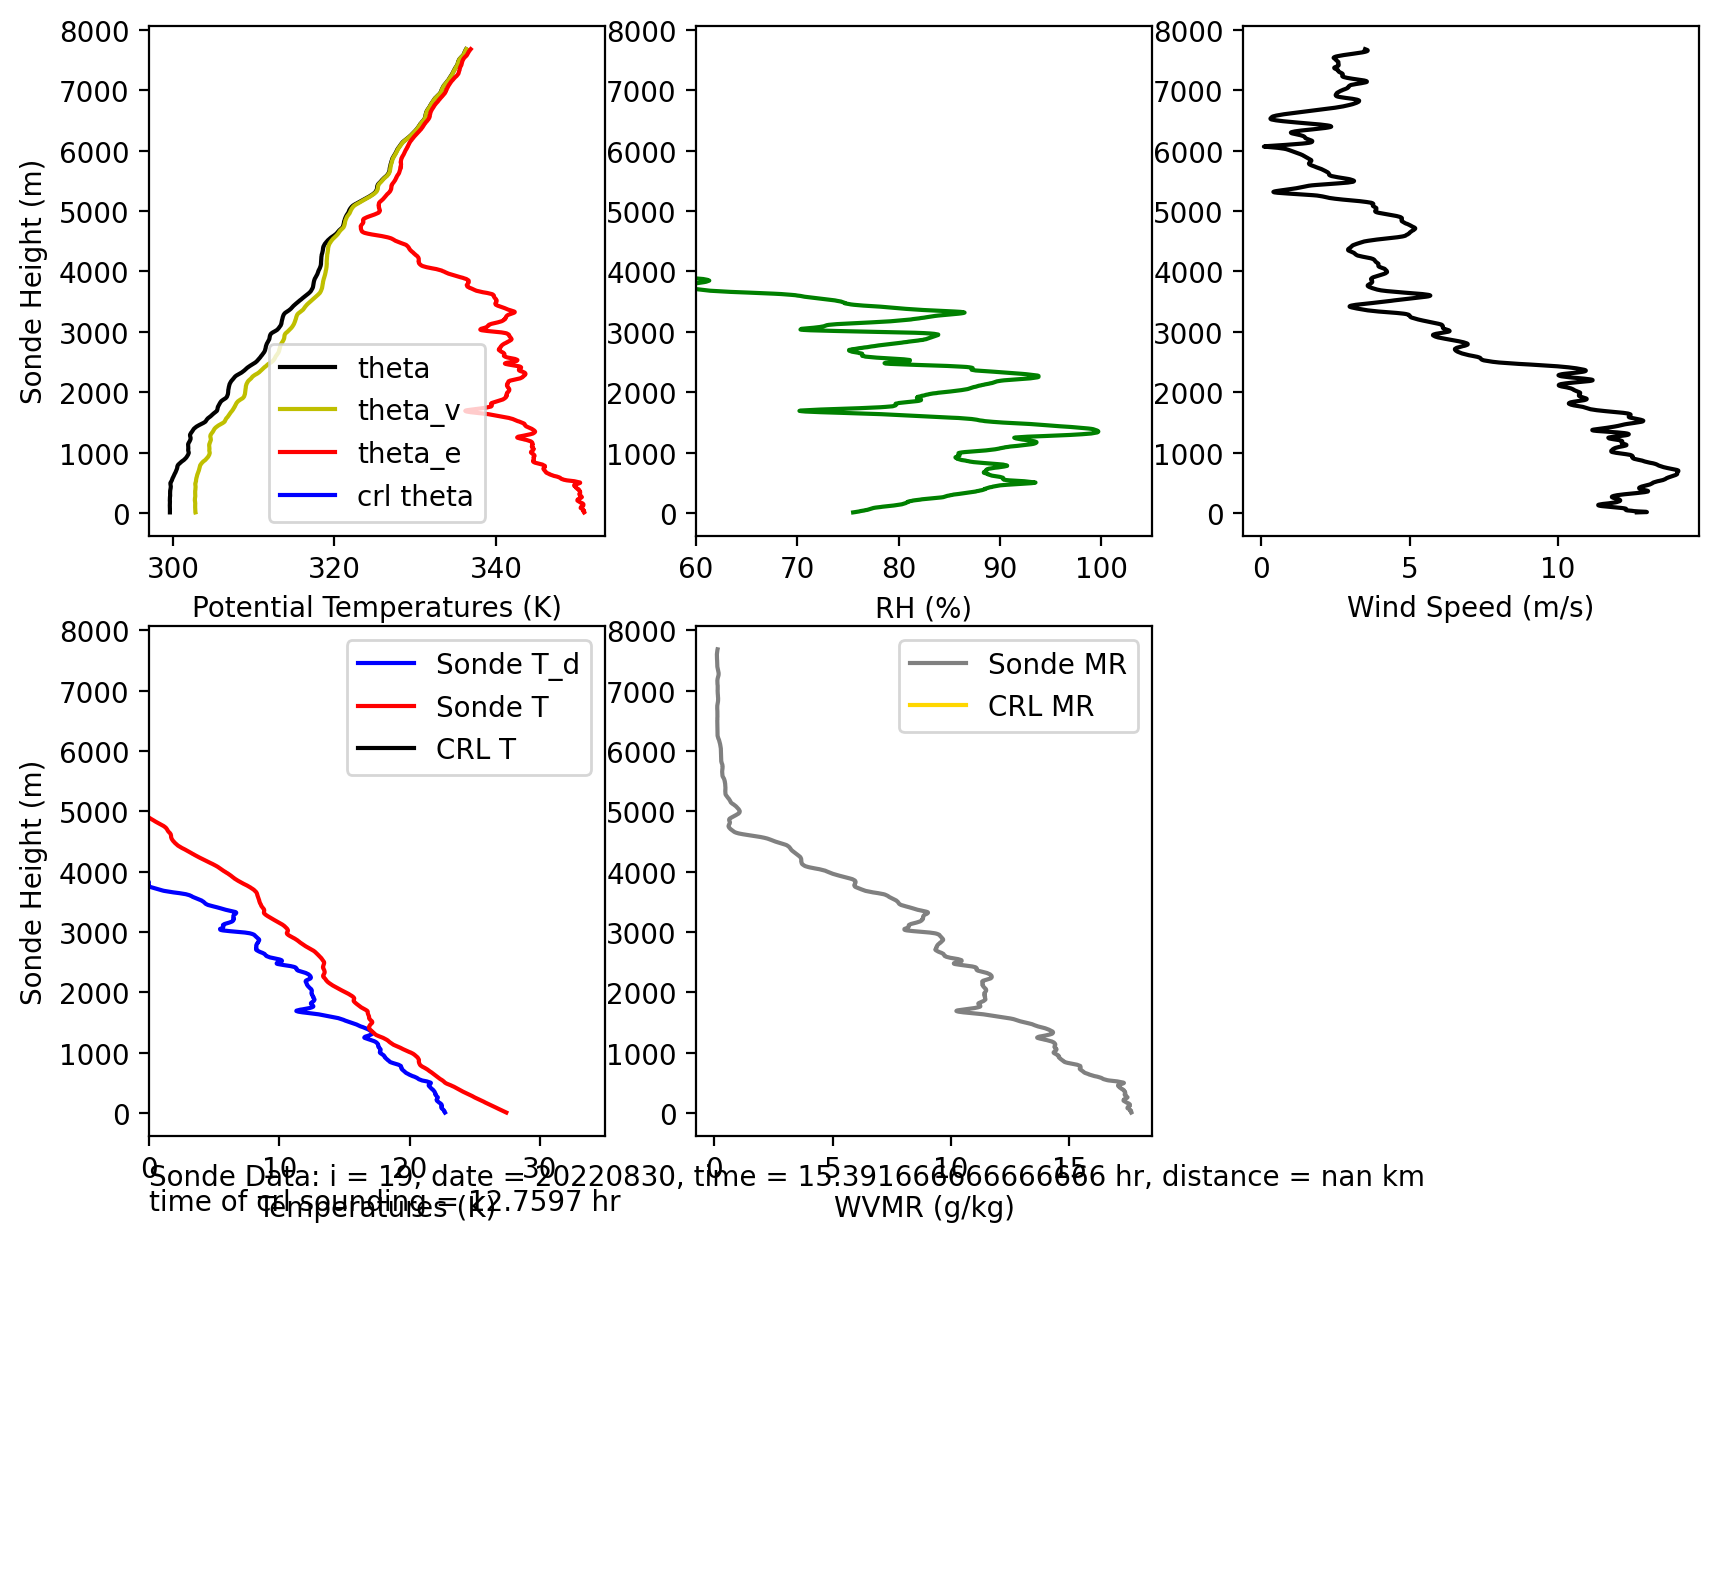 8000
7000
6000
5000
4000
3000
2000
1000
0
Sonde Height (m)
300 320 340
Potential Temperatures (K)
theta
theta_v
theta_e
crl theta
8000
7000
6000
5000
4000
3000
2000
1000
0
60 70 80 90 100
RH (%)
8000
7000
6000
5000
4000
3000
2000
1000
0
0 5 10
Wind Speed (m/s)
8000
7000
6000
5000
4000
3000
2000
1000
0
Sonde Height (m)
Sonde T_d
Sonde T
CRL T
0 10 20 30
Temperatures (K)
8000
7000
6000
5000
4000
3000
2000
1000
0
Sonde MR
CRL MR
0 5 10 15
WVMR (g/kg)
Sonde Data: i = 19, date = 20220830, time = 15.391666666666666 hr, distance = nan km
time of crl sounding = 12.7597 hr